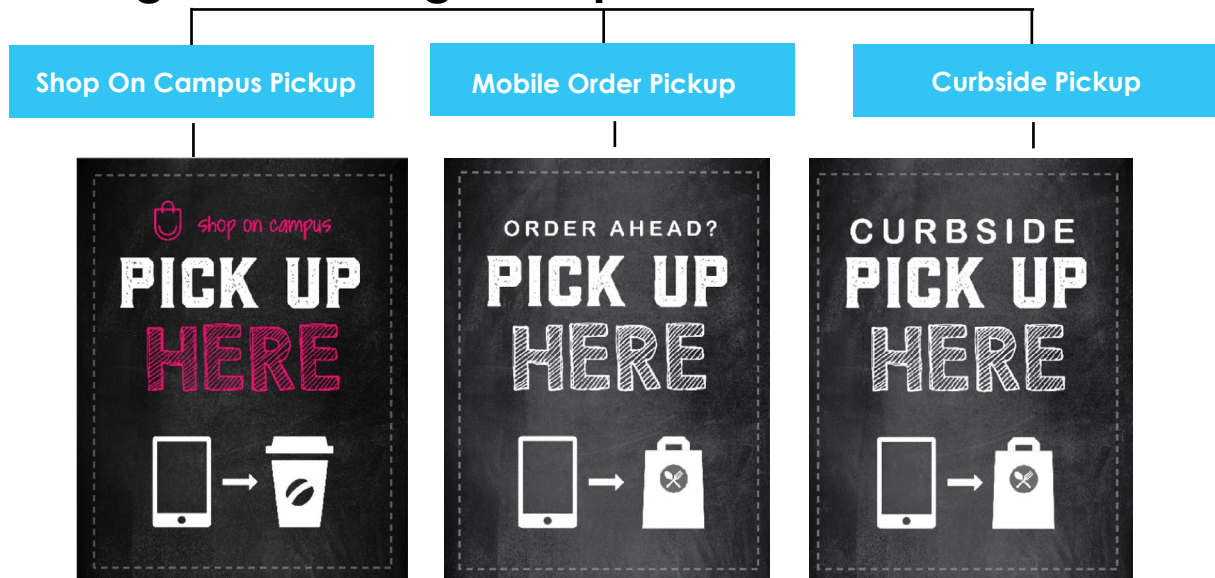 Shop On Campus Pickup
Mobile Order Pickup
Curbside Pickup
shop on campus
PICK UP
HERE
ORDER AHEAD?
PICK UP
HERE
CURBSIDE
PICK UP
HERE